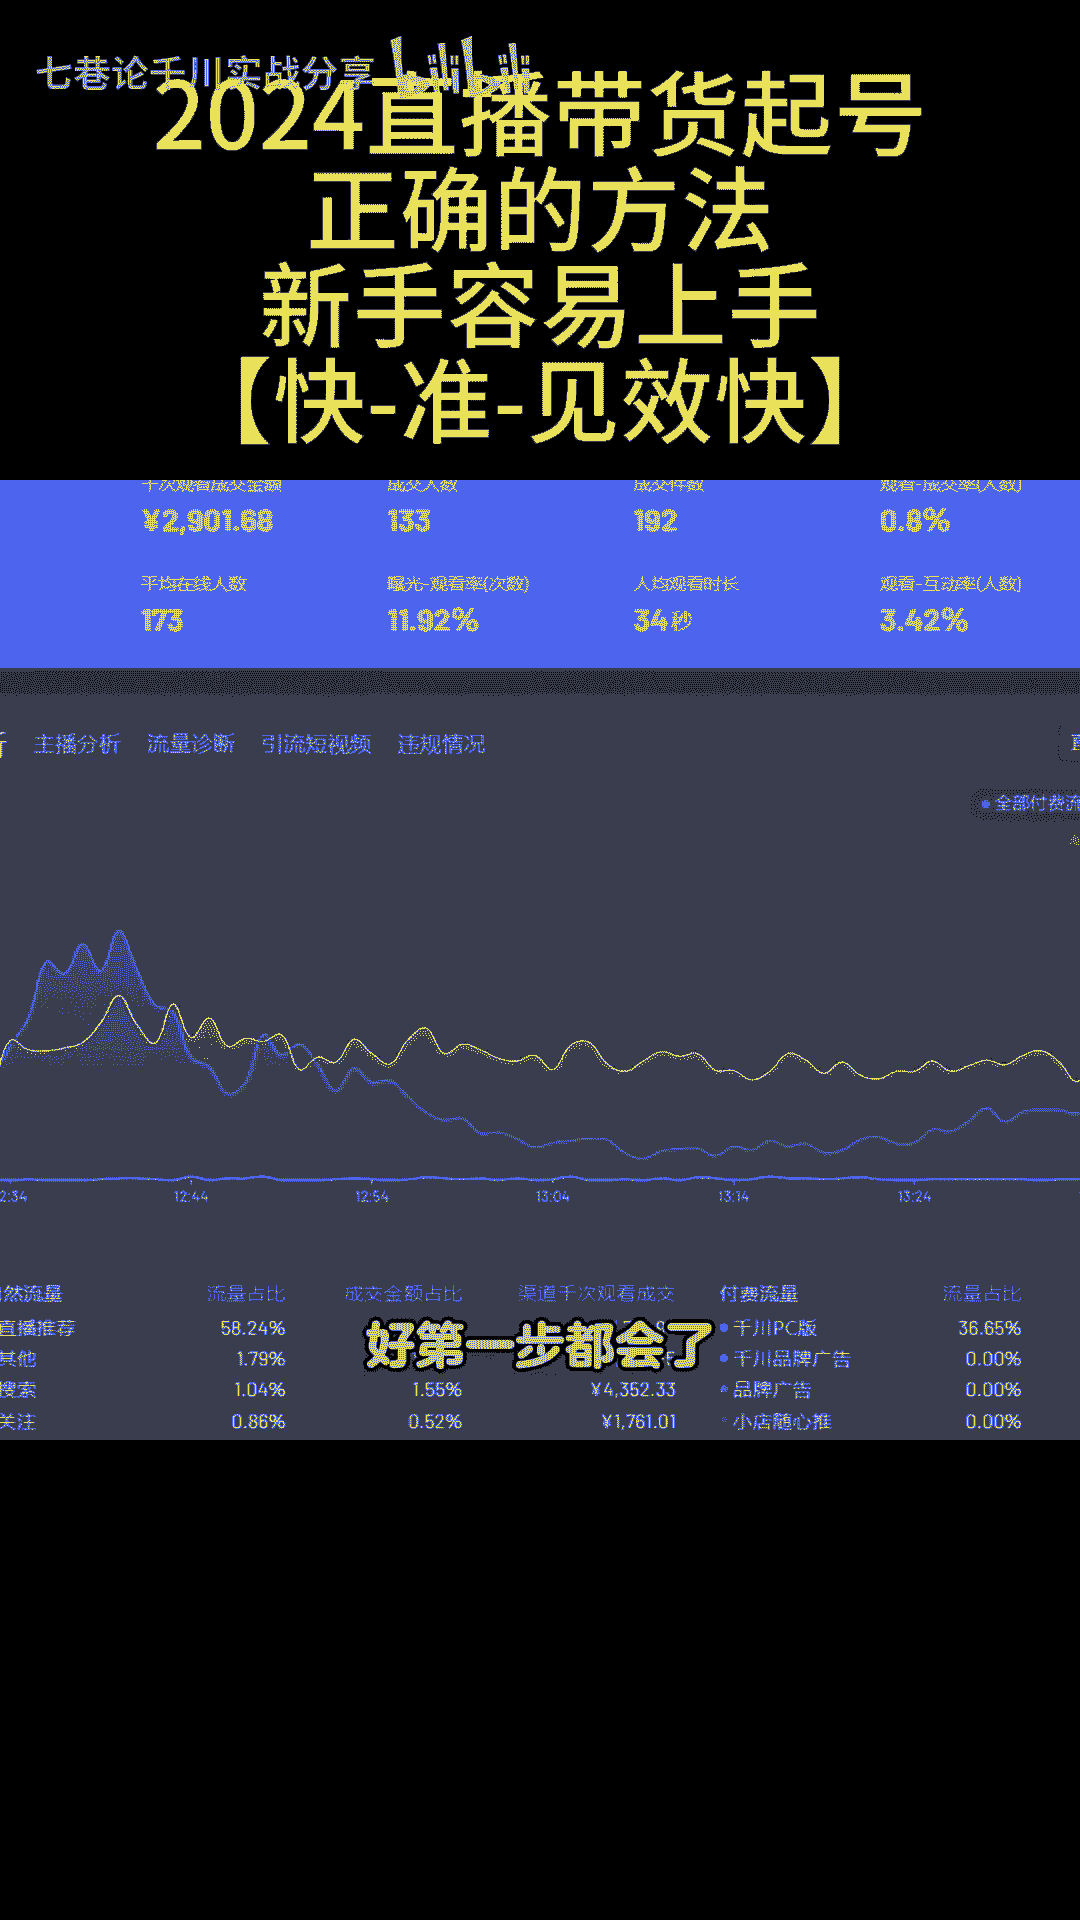 七巷论千川实战分享
2024直播带货起号
正确的方法
新手容易上手
【快-准-见效快】
千次观看成交金额 成交人数 成交件数 观看-成交率(人数)
¥2,901.68 133 192 0.8%
平均在线人数 曝光-观看率(次数) 人均观看时长 观看-互动率(人数)
173 11.92% 34秒 3.42%
主播分析 流量诊断 引流短视频 违规情况
全部付费流
2:34 12:44 12:54 13:04 13:14 13:24
然流量 流量占比 成交金额占比 渠道千次观看成交 付费流量 流量占比
直播推荐 58.24% 千川PC版 36.65%
好第一步都会了
其他 1.79% 千川品牌广告 0.00%
搜索 1.04% 1.55% ¥4,352.33 品牌广告 0.00%
关注 0.86% 0.52% ¥1,761.01 小店随心推 0.00%